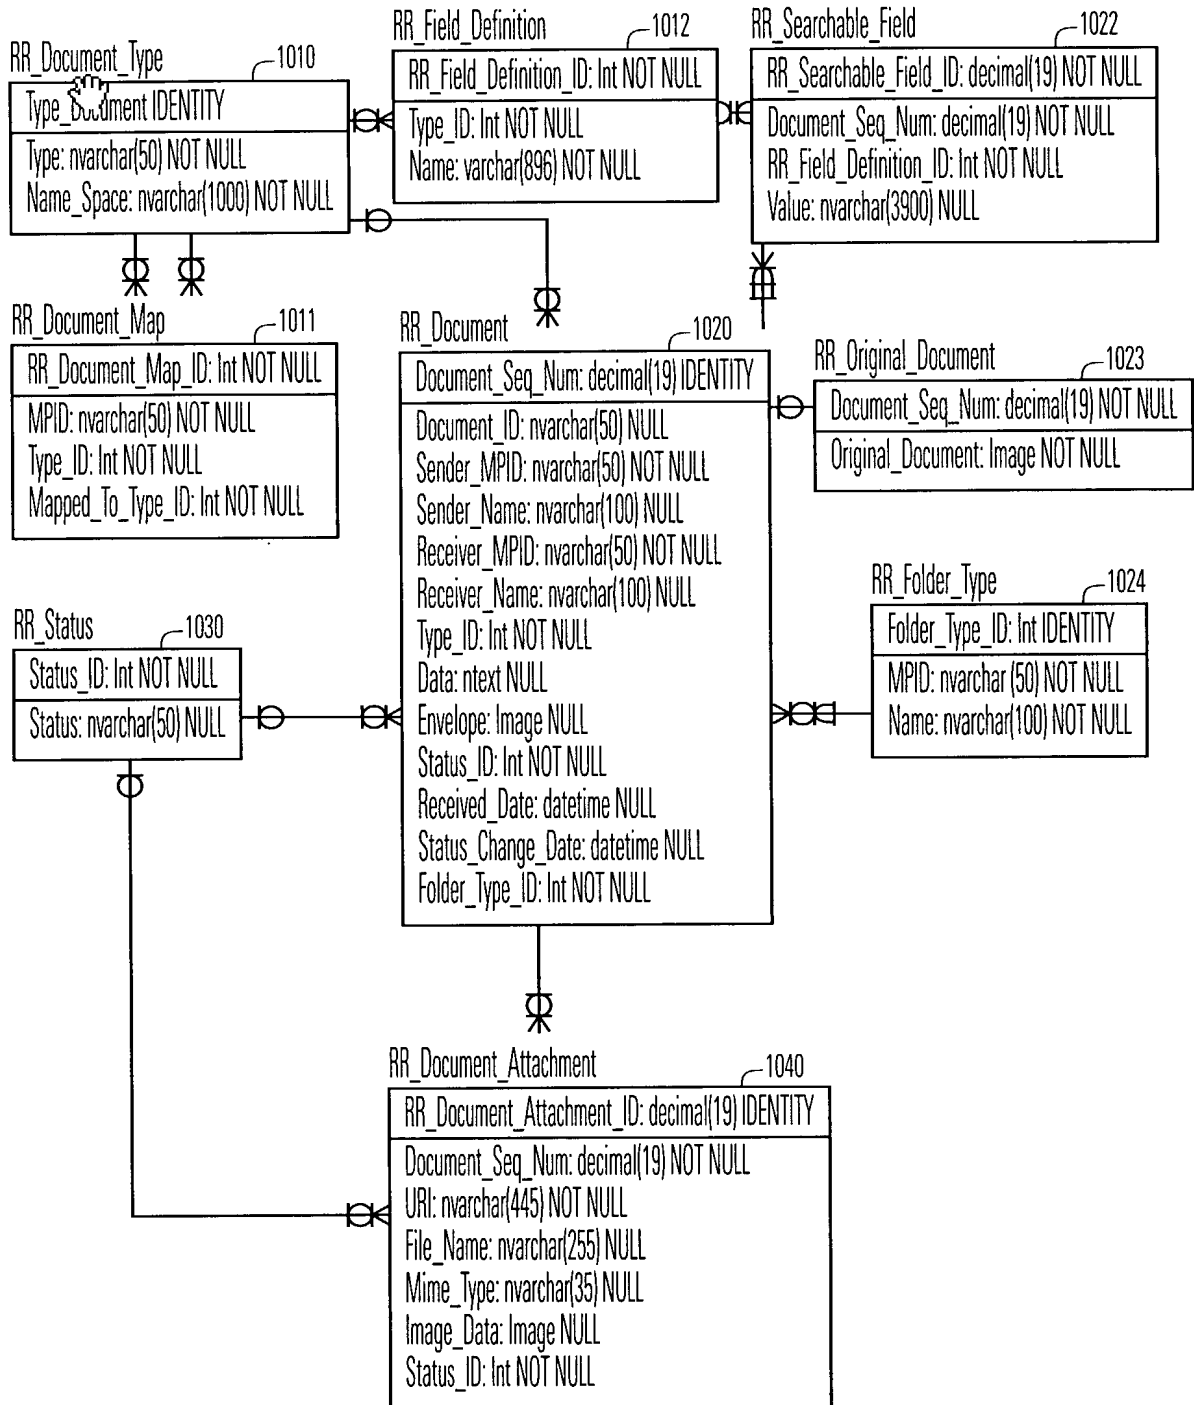 RR_Document_Type
1010
Type_Document IDENTITY
Type: nvarchar(50) NOT NULL
Name_Space: nvarchar(1000) NOT NULL
RR_Field_Definition
1012
RR_Field_Definition_ID: Int NOT NULL
Type_ID: Int NOT NULL
Name: varchar(896) NOT NULL
RR_Searchable_Field
1022
RR_Searchable_Field_ID: decimal(19) NOT NULL
Document_Seq_Num: decimal(19) NOT NULL
RR_Field_Definition_ID: Int NOT NULL
Value: nvarchar(3900) NULL
RR_Document_Map
1011
RR_Document_Map_ID: Int NOT NULL
MPID: nvarchar(50) NOT NULL
Type_ID: Int NOT NULL
Mapped_To_Type_ID: Int NOT NULL
RR_Document
1020
Document_Seq_Num: decimal(19) IDENTITY
Document_ID: nvarchar(50) NULL
Sender_MPID: nvarchar(50) NOT NULL
Sender_Name: nvarchar(100) NULL
Receiver_MPID: nvarchar(50) NOT NULL
Receiver_Name: nvarchar(100) NULL
Type_ID: Int NOT NULL
Data: ntext NULL
Envelope: Image NULL
Status_ID: Int NOT NULL
Received_Date: datetime NULL
Status_Change_Date: datetime NULL
Folder_Type_ID: Int NOT NULL
RR_Original_Document
1023
Document_Seq_Num: decimal(19) NOT NULL
Original_Document: Image NOT NULL
RR_Folder_Type
1024
Folder_Type_ID: Int IDENTITY
MPID: nvarchar (50) NOT NULL
Name: nvarchar(100) NOT NULL
RR_Status
1030
Status_ID: Int NOT NULL
Status: nvarchar(50) NULL
RR_Document_Attachment
1040
RR_Document_Attachment_ID: decimal(19) IDENTITY
Document_Seq_Num: decimal(19) NOT NULL
URI: nvarchar(445) NOT NULL
File_Name: nvarchar(255) NULL
Mime_Type: nvarchar(35) NULL
Image_Data: Image NULL
Status_ID: Int NOT NULL